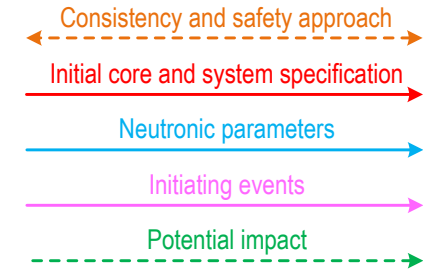 Consistency and safety approach
Initial core and system specification
Neutronic parameters
Initiating events
Potential impact